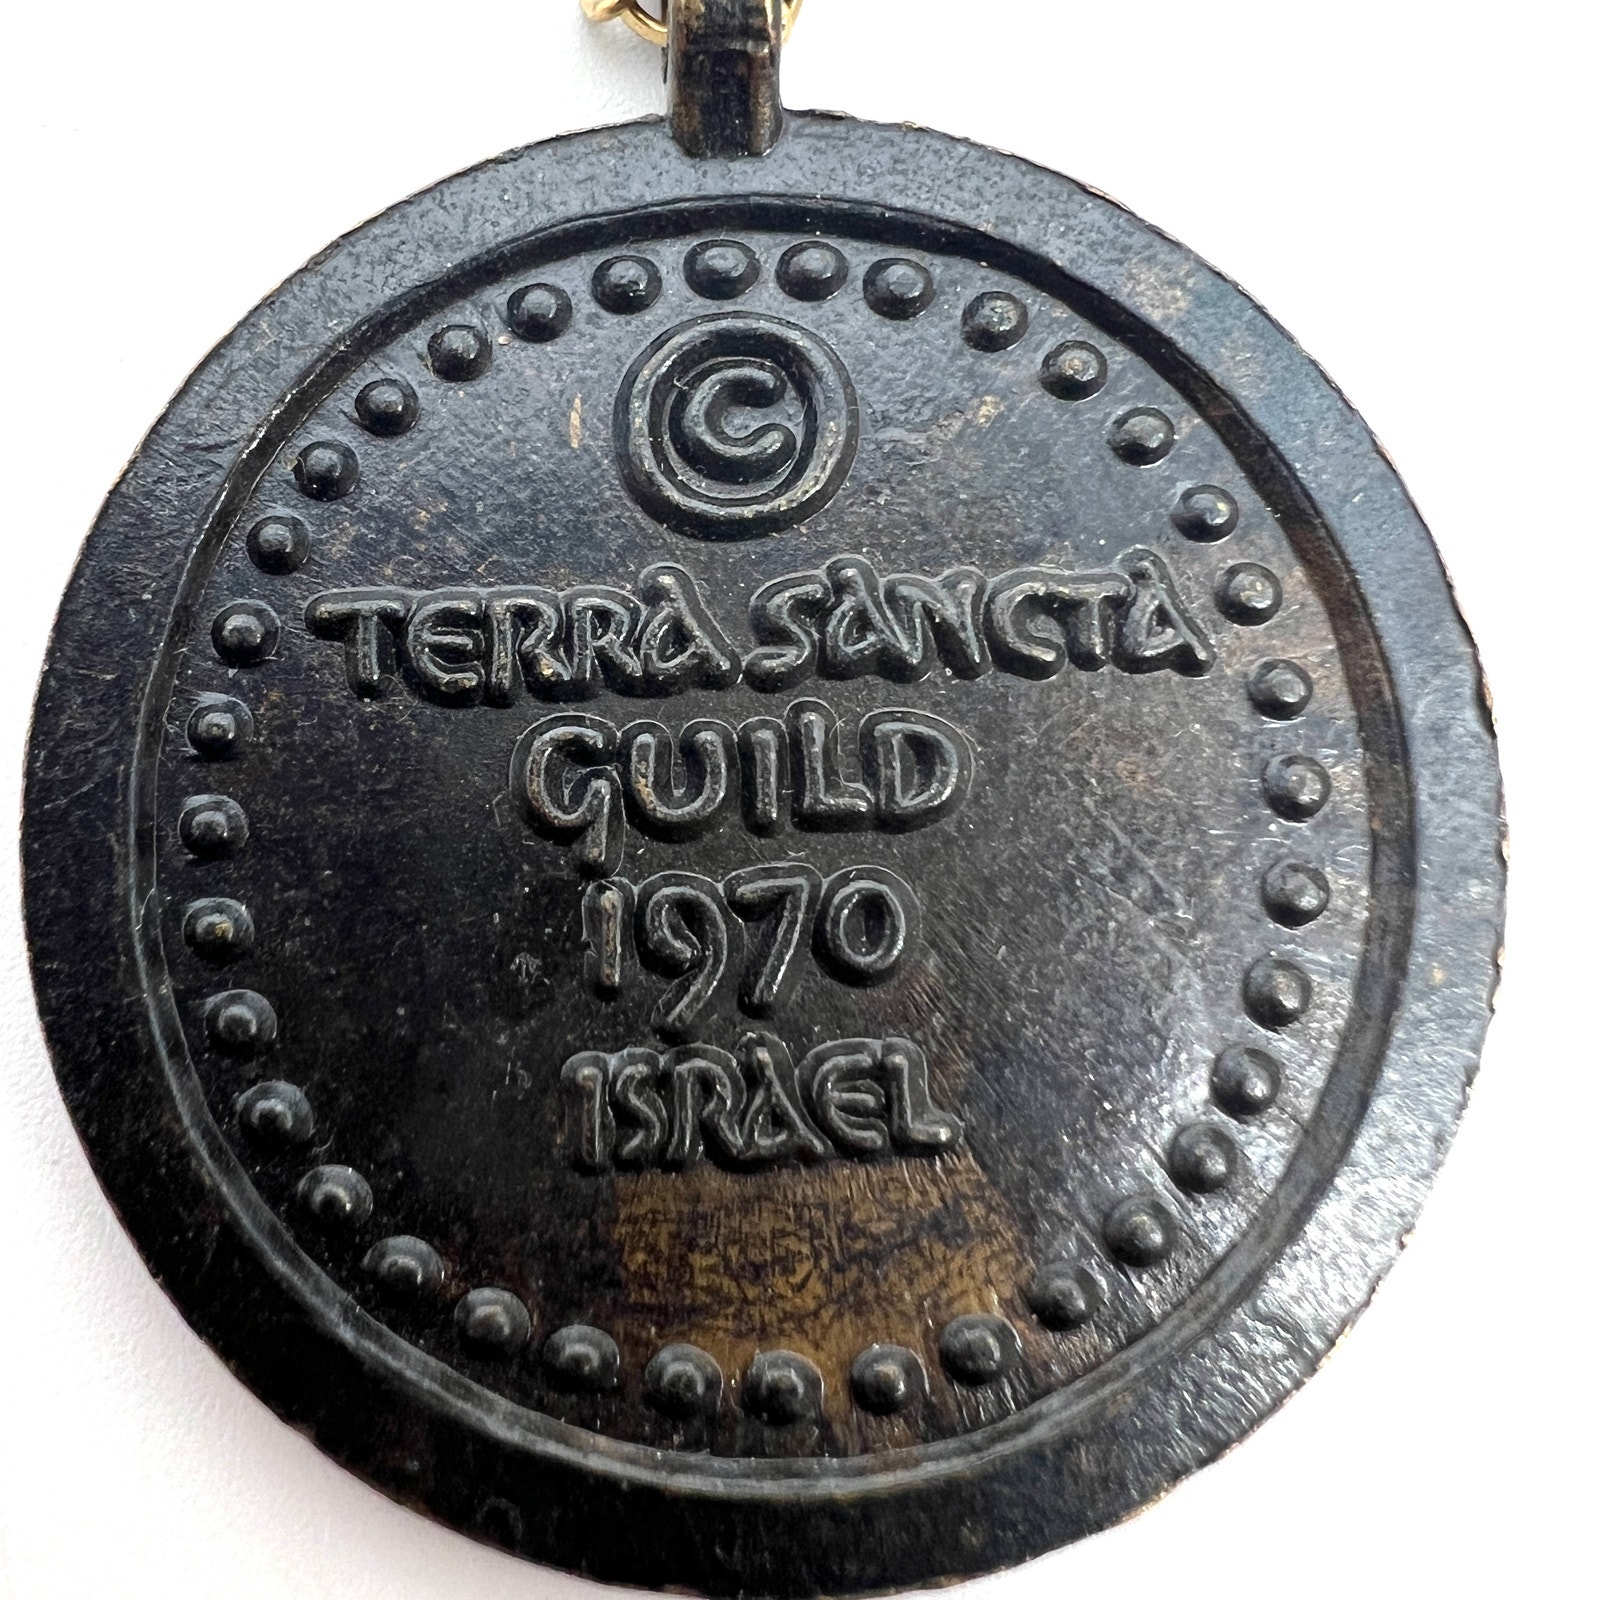 ©
TERRA SANCTA
GUILD
1970
ISRAEL